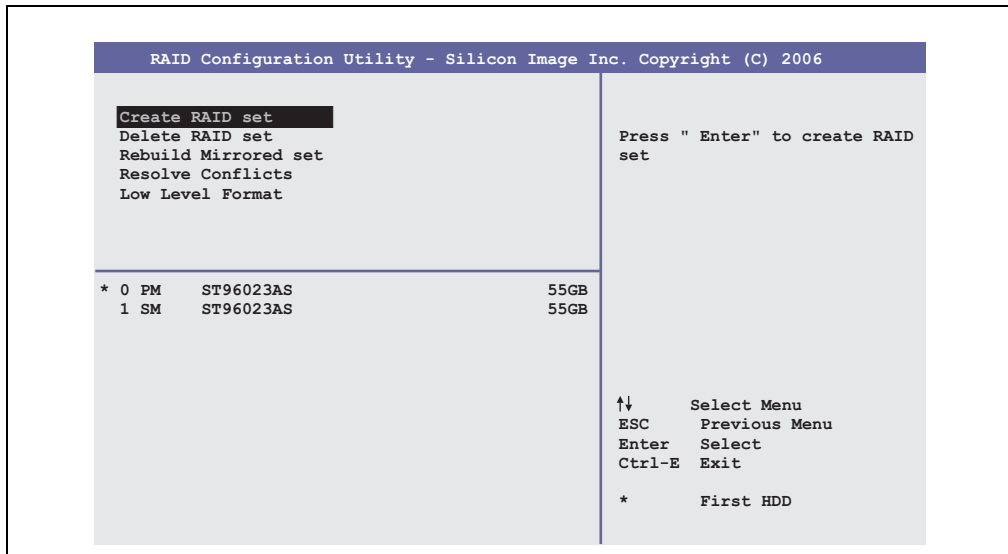 RAID Configuration Utility - Silicon Image Inc. Copyright (C) 2006
Create RAID set
Delete RAID set
Rebuild Mirrored set
Resolve Conflicts
Low Level Format
Press " Enter" to create RAID
set
* 0 PM ST96023AS 55GB
1 SM ST96023AS 55GB
↑↓ Select Menu
ESC Previous Menu
Enter Select
Ctrl-E Exit
* First HDD